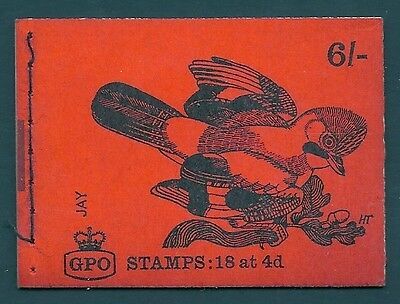 6/-
JAY
HT
GPO
STAMPS: 18 at 4d